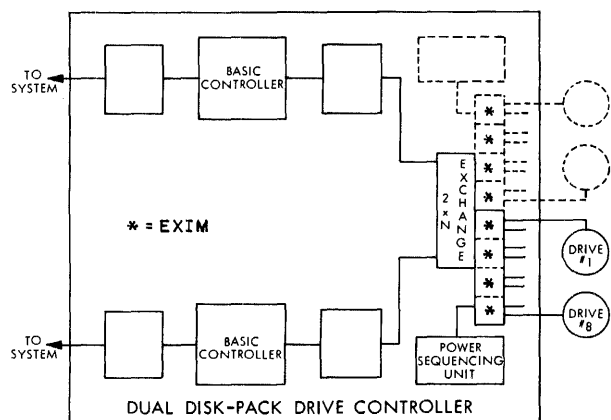 TO
SYSTEM
BASIC
CONTROLLER
*
*
*
*
*
*
*
*
EXCHANGE
2×N
* = EXIM
DRIVE
#1
DRIVE
#8
TO
SYSTEM
BASIC
CONTROLLER
POWER
SEQUENCING
UNIT
DUAL DISK-PACK DRIVE CONTROLLER